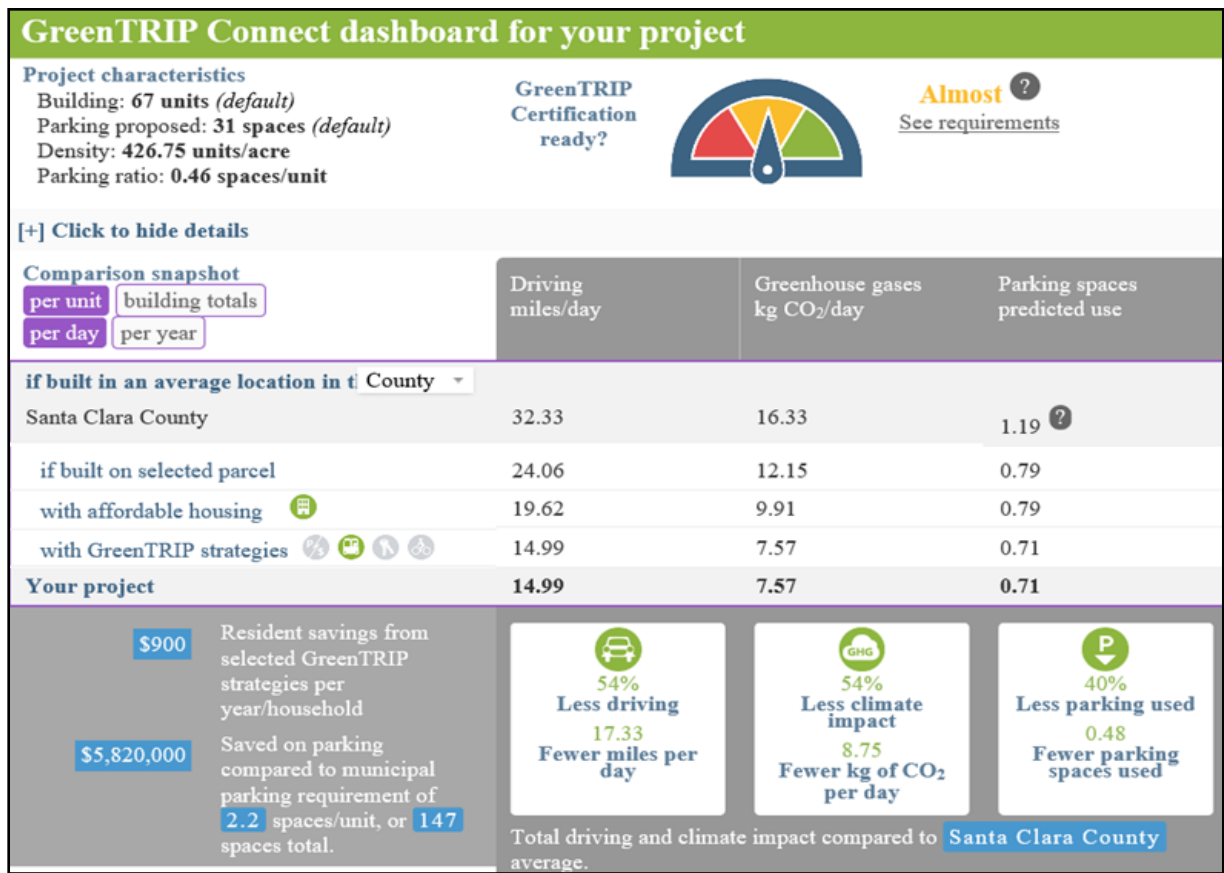 GreenTRIP Connect dashboard for your project
Project characteristics
Building: 67 units (default)
Parking proposed: 31 spaces (default)
Density: 426.75 units/acre
Parking ratio: 0.46 spaces/unit
GreenTRIP
Certification
ready?
Almost ?
See requirements
[+] Click to hide details
Comparison snapshot
per unit building totals
per day per year
Driving
miles/day
Greenhouse gases
kg CO₂/day
Parking spaces
predicted use
if built in an average location in t County
Santa Clara County 32.33 16.33 1.19 ?
if built on selected parcel 24.06 12.15 0.79
with affordable housing 19.62 9.91 0.79
with GreenTRIP strategies P/$ 14.99 7.57 0.71
Your project 14.99 7.57 0.71
$900
Resident savings from
selected GreenTRIP
strategies per
year/household
$5,820,000
Saved on parking
compared to municipal
parking requirement of
2.2 spaces/unit, or 147
spaces total.
54%
Less driving
17.33
Fewer miles per
day
GHG
54%
Less climate
impact
8.75
Fewer kg of CO₂
per day
P
40%
Less parking used
0.48
Fewer parking
spaces used
Total driving and climate impact compared to Santa Clara County
average.